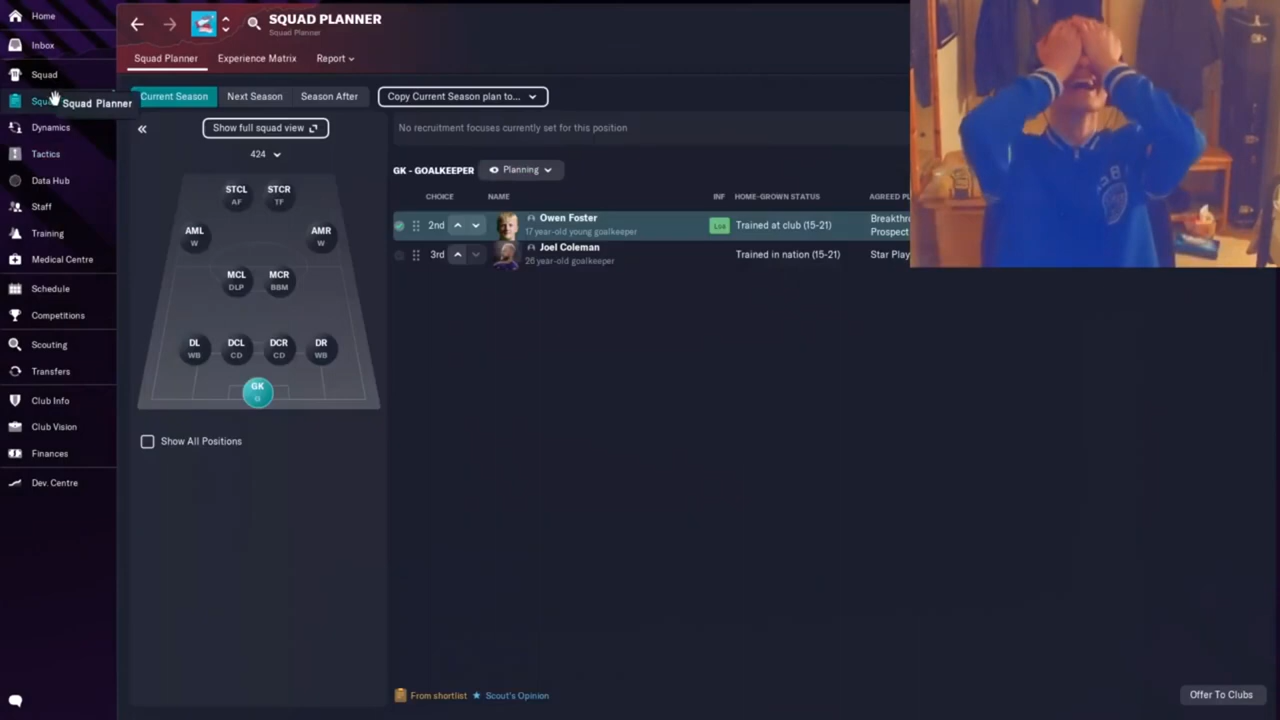 Home
Inbox
Squad
Squad Planner
Dynamics
Tactics
Data Hub
Staff
Training
Medical Centre
Schedule
Competitions
Scouting
Transfers
Club Info
Club Vision
Finances
Dev. Centre
SQUAD PLANNER
Squad Planner
Squad Planner Experience Matrix Report
Current Season Next Season Season After Copy Current Season plan to...
Show full squad view
424
STCL STCR
AF TF
AML AMR
W W
MCL MCR
DLP BBM
DL DCL DCR DR
WB CD CD WB
GK
G
Show All Positions
No recruitment focuses currently set for this position
GK - GOALKEEPER Planning
CHOICE NAME INF HOME-GROWN STATUS AGREED
2nd Owen Foster Trained at club (15-21) Breakthr
17 year-old young goalkeeper Prospect
3rd Joel Coleman Trained in nation (15-21) Star Play
26 year-old goalkeeper
From shortlist Scout's Opinion
Offer To Clubs